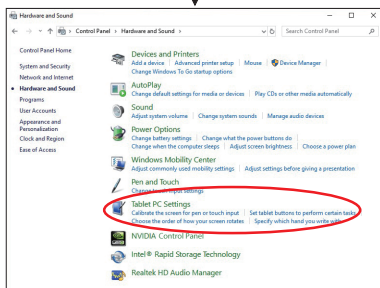 Hardware and Sound
Control Panel > Hardware and Sound >
Search Control Panel
Control Panel Home
System and Security
Network and Internet
Hardware and Sound
Programs
User Accounts
Appearance and
Personalization
Clock and Region
Ease of Access
Devices and Printers
Add a device | Advanced printer setup | Mouse | Device Manager |
Change Windows To Go startup options
AutoPlay
Change default settings for media or devices | Play CDs or other media automatically
Sound
Adjust system volume | Change system sounds | Manage audio devices
Power Options
Change battery settings | Change what the power buttons do |
Change when the computer sleeps | Adjust screen brightness | Choose a power plan
Windows Mobility Center
Adjust commonly used mobility settings | Adjust settings before giving a presentation
Pen and Touch
Change touch input settings
Tablet PC Settings
Calibrate the screen for pen or touch input | Set tablet buttons to perform certain tasks
Choose the order of how your screen rotates | Specify which hand you write with
NVIDIA Control Panel
Intel® Rapid Storage Technology
Realtek HD Audio Manager